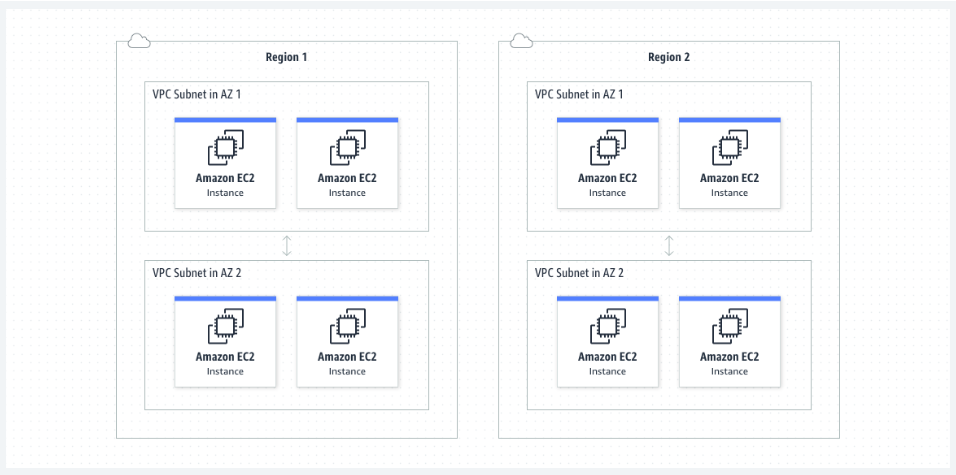 Region 1
VPC Subnet in AZ 1
Amazon EC2
Instance
Amazon EC2
Instance
VPC Subnet in AZ 2
Amazon EC2
Instance
Amazon EC2
Instance
Region 2
VPC Subnet in AZ 1
Amazon EC2
Instance
Amazon EC2
Instance
VPC Subnet in AZ 2
Amazon EC2
Instance
Amazon EC2
Instance